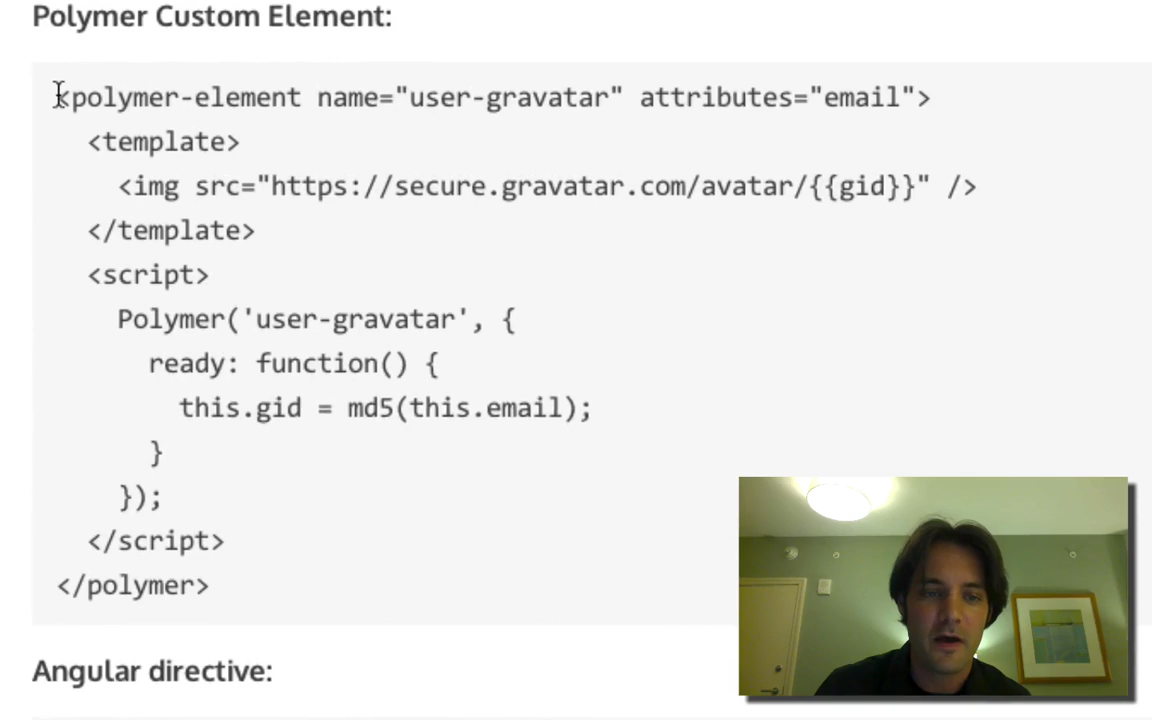 Polymer Custom Element:
<polymer-element name="user-gravatar" attributes="email">
<template>
<img src="https://secure.gravatar.com/avatar/{{gid}}" />
</template>
<script>
Polymer('user-gravatar', {
ready: function() {
this.gid = md5(this.email);
}
});
</script>
</polymer>
Angular directive: